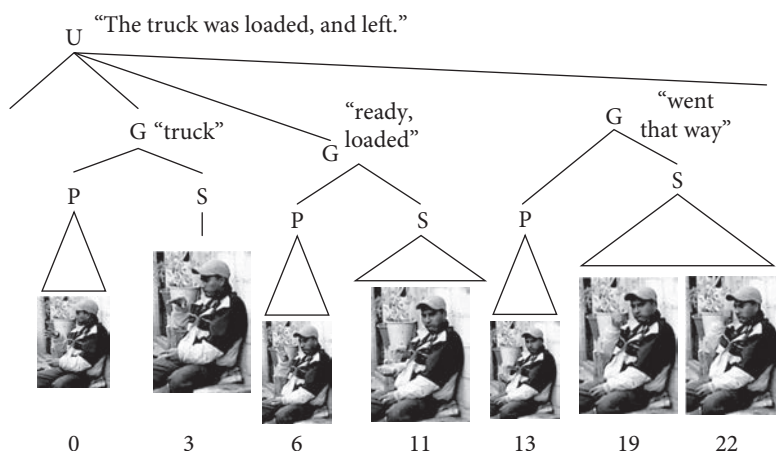 “The truck was loaded, and left.”
U
“ready,
loaded”
“went
that way”
G “truck”
G
G
P
S
P
S
P
S
0 3 6 11 13 19 22